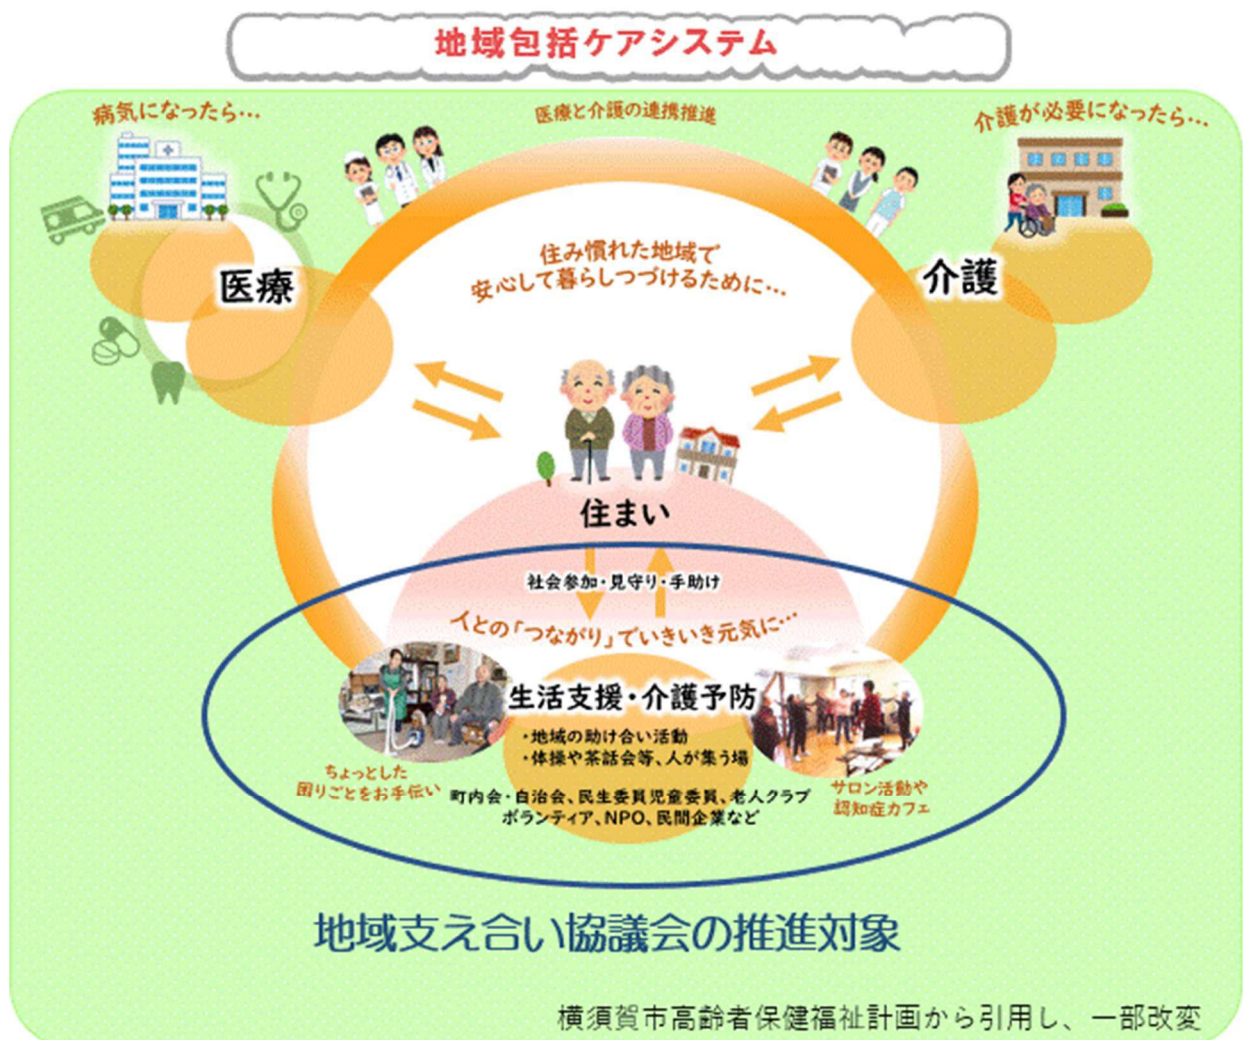 地域包括ケアシステム
病気になったら…
医療と介護の連携推進
介護が必要になったら…
住み慣れた地域で
安心して暮らしつづけるために…
医療
介護
住まい
社会参加・見守り・手助け
人との「つながり」でいきいき元気に…
生活支援・介護予防
・地域の助け合い活動
・体操や茶話会等、人が集う場
ちょっとした
困りごとをお手伝い
町内会・自治会、民生委員児童委員、老人クラブ
ボランティア、NPO、民間企業など
サロン活動や
認知症カフェ
地域支え合い協議会の推進対象
横須賀市高齢者保健福祉計画から引用し、一部改変